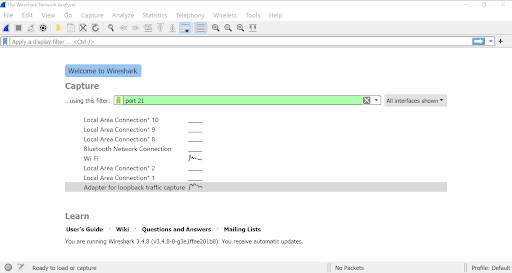 The Wireshark Network Analyzer
File Edit View Go Capture Analyze Statistics Telephony Wireless Tools Help
Apply a display filter ... <Ctrl-/>
Welcome to Wireshark
Capture
...using this filter: port 21 All interfaces shown
Local Area Connection* 10
Local Area Connection* 9
Local Area Connection* 8
Bluetooth Network Connection
Wi-Fi
Local Area Connection* 2
Local Area Connection* 1
Adapter for loopback traffic capture
Learn
User's Guide · Wiki · Questions and Answers · Mailing Lists
You are running Wireshark 3.4.8 (v3.4.8-0-g3e1ffae201b8). You receive automatic updates.
Ready to load or capture No Packets Profile: Default